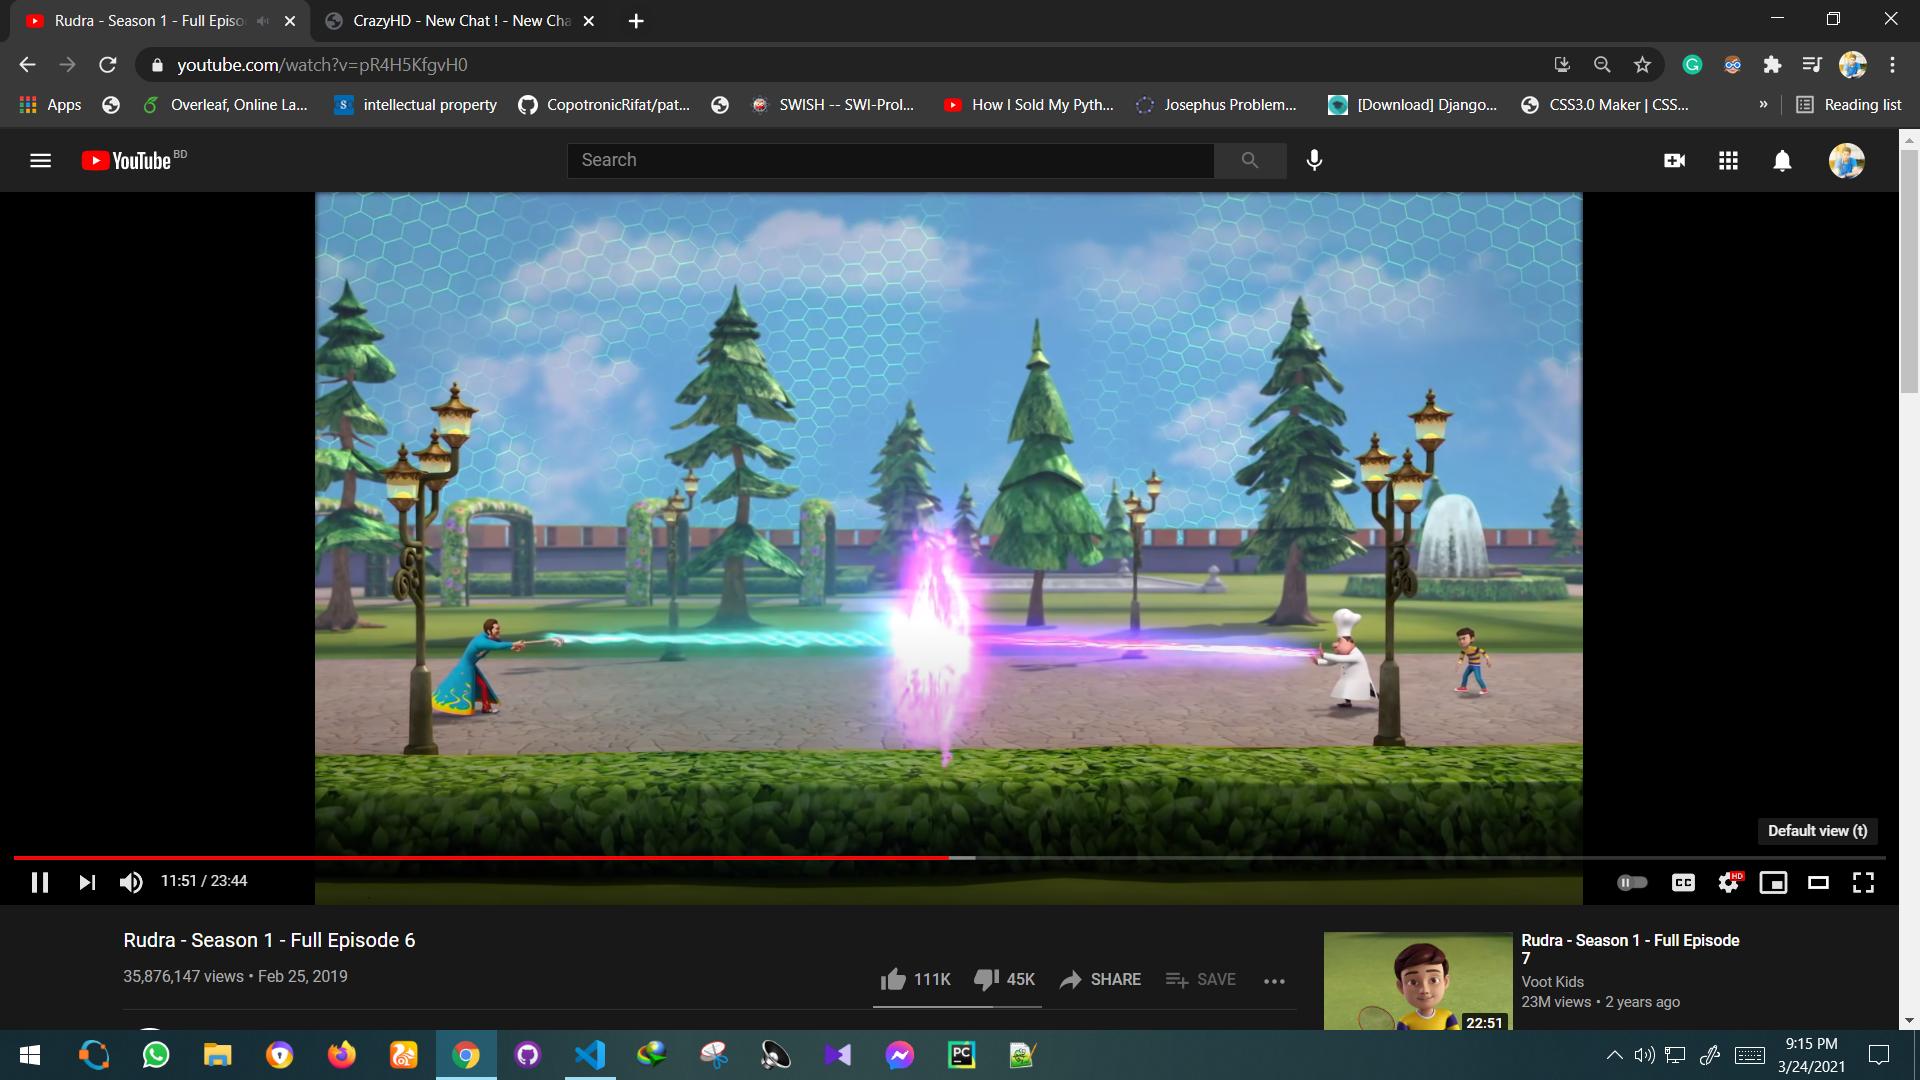 Rudra - Season 1 - Full Episo
CrazyHD - New Chat ! - New Cha
youtube.com/watch?v=pR4H5KfgvH0
Apps
Overleaf, Online La...
intellectual property
CopotronicRifat/pat...
SWISH -- SWI-Prol...
How I Sold My Pyth...
Josephus Problem...
[Download] Django...
CSS3.0 Maker | CSS...
»
Reading list
YouTube BD
Search
Default view (t)
11:51 / 23:44
CC
HD
Rudra - Season 1 - Full Episode 6
35,876,147 views • Feb 25, 2019
111K
45K
SHARE
SAVE
Rudra - Season 1 - Full Episode
7
Voot Kids
23M views • 2 years ago
22:51
PC
9:15 PM
3/24/2021